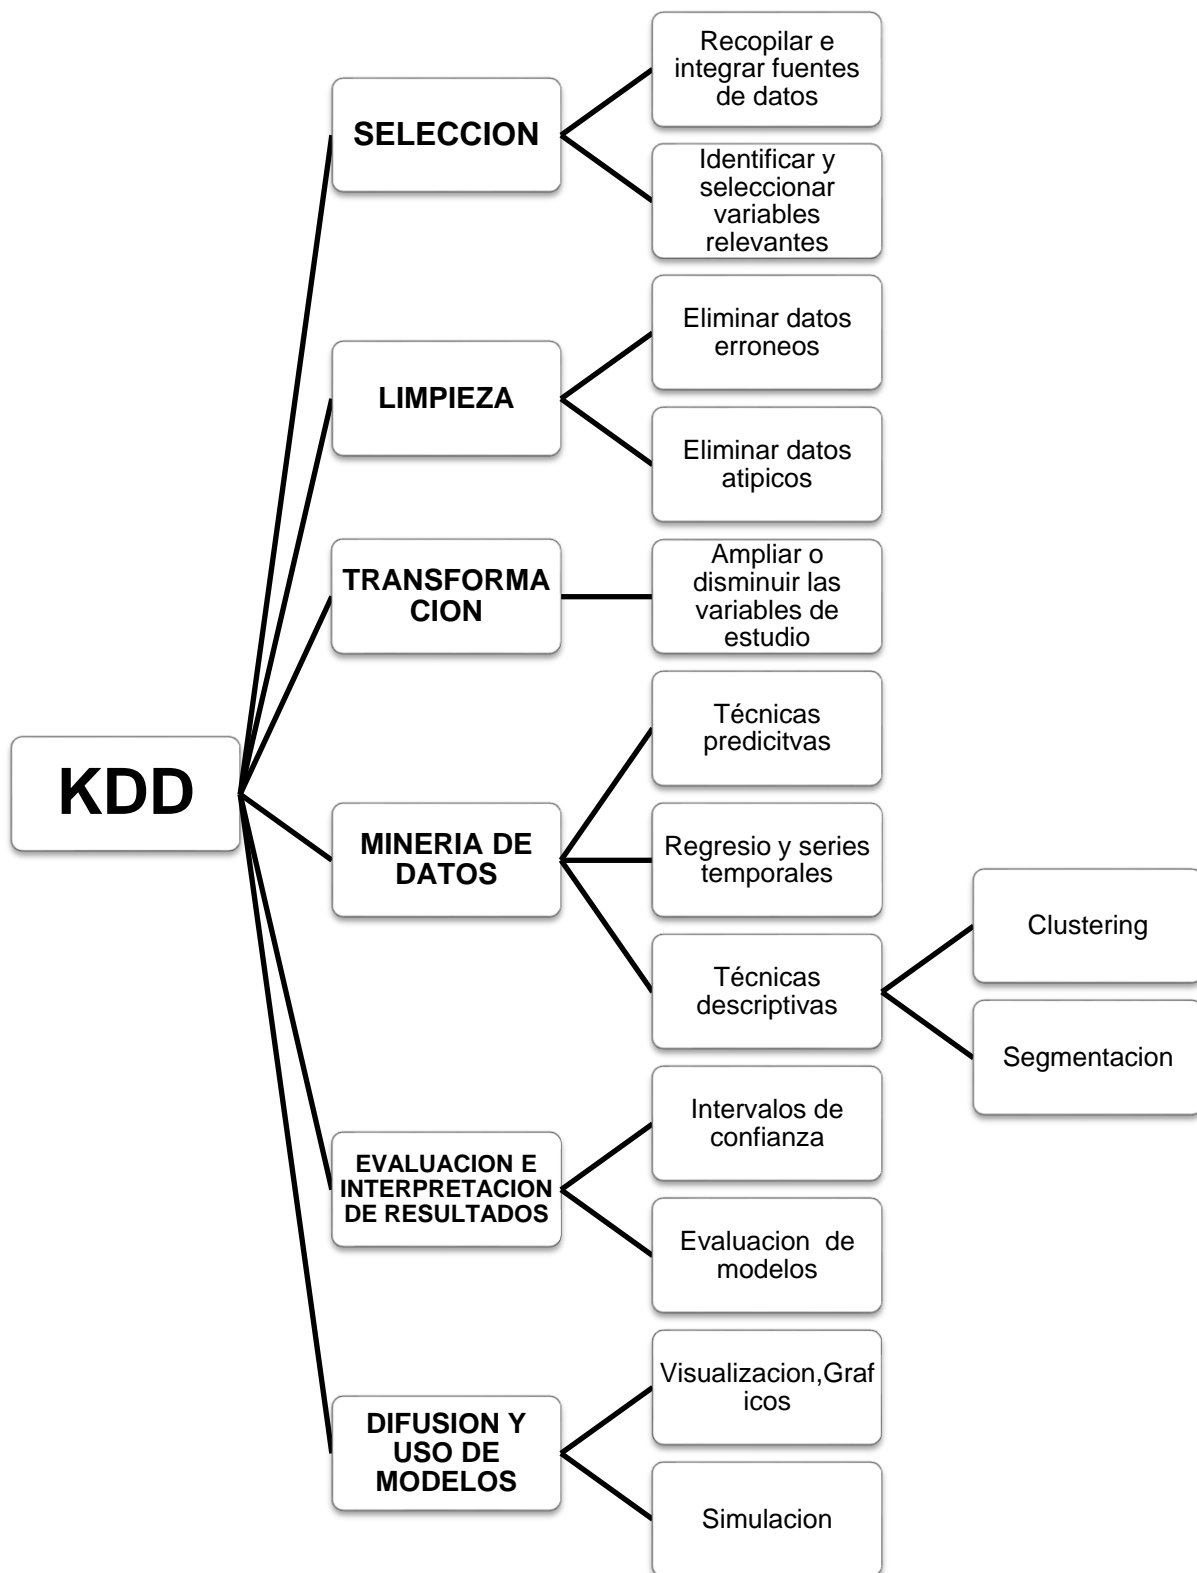 KDD
SELECCION
Recopilar e
integrar fuentes
de datos
Identificar y
seleccionar
variables
relevantes
LIMPIEZA
Eliminar datos
erroneos
Eliminar datos
atipicos
TRANSFORMA
CION
Ampliar o
disminuir las
variables de
estudio
MINERIA DE
DATOS
Técnicas
predicitvas
Regresio y series
temporales
Técnicas
descriptivas
Clustering
Segmentacion
EVALUACION E
INTERPRETACION
DE RESULTADOS
Intervalos de
confianza
Evaluacion  de
modelos
DIFUSION Y
USO DE
MODELOS
Visualizacion,Graf
icos
Simulacion